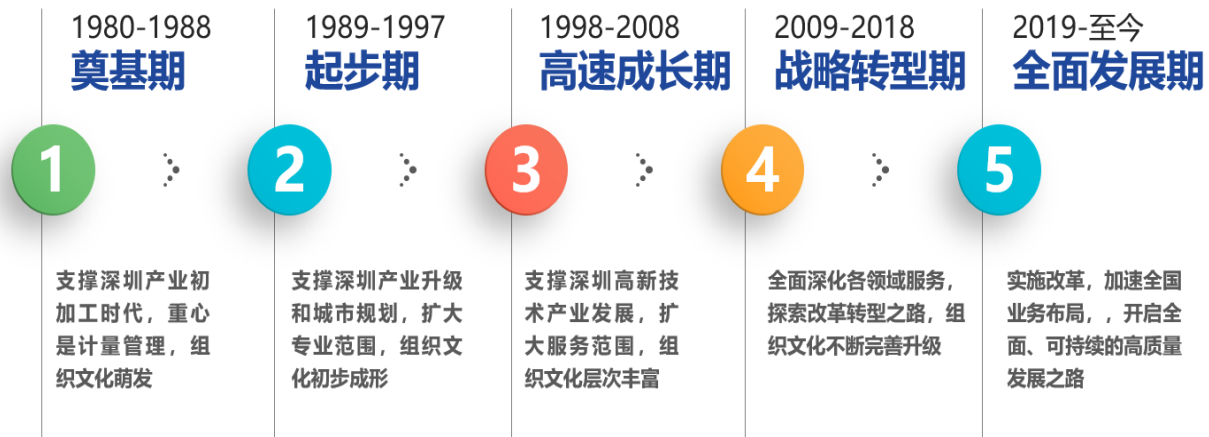 1980-1988
奠基期
1
支撑深圳产业初
加工时代，重心
是计量管理，组
织文化萌发
1989-1997
起步期
2
支撑深圳产业升级
和城市规划，扩大
专业范围，组织文
化初步成形
1998-2008
高速成长期
3
支撑深圳高新技
术产业发展，扩
大服务范围，组
织文化层次丰富
2009-2018
战略转型期
4
全面深化各领域服务，
探索改革转型之路，组
织文化不断完善升级
2019-至今
全面发展期
5
实施改革，加速全国
业务布局，，开启全
面、可持续的高质量
发展之路